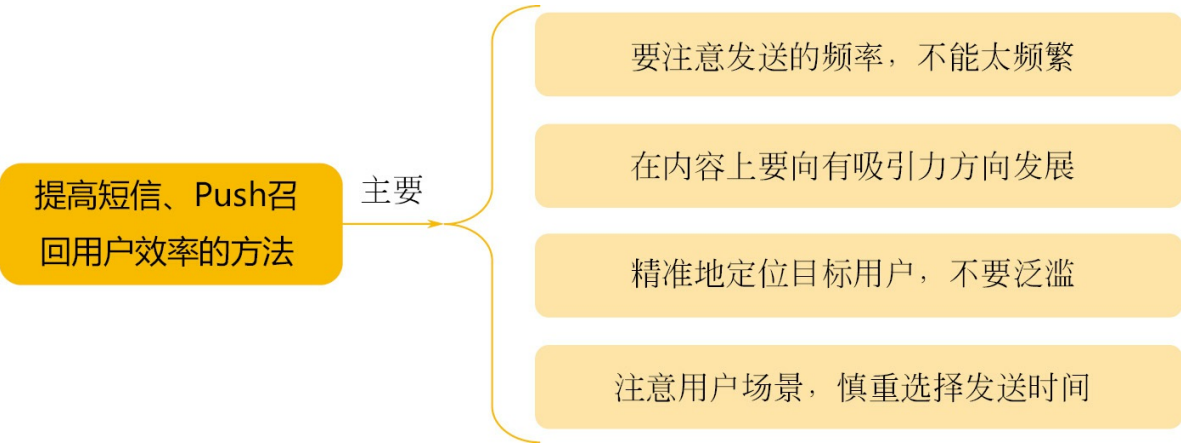 提高短信、Push召
回用户效率的方法
主要
要注意发送的频率，不能太频繁
在内容上要向有吸引力方向发展
精准地定位目标用户，不要泛滥
注意用户场景，慎重选择发送时间